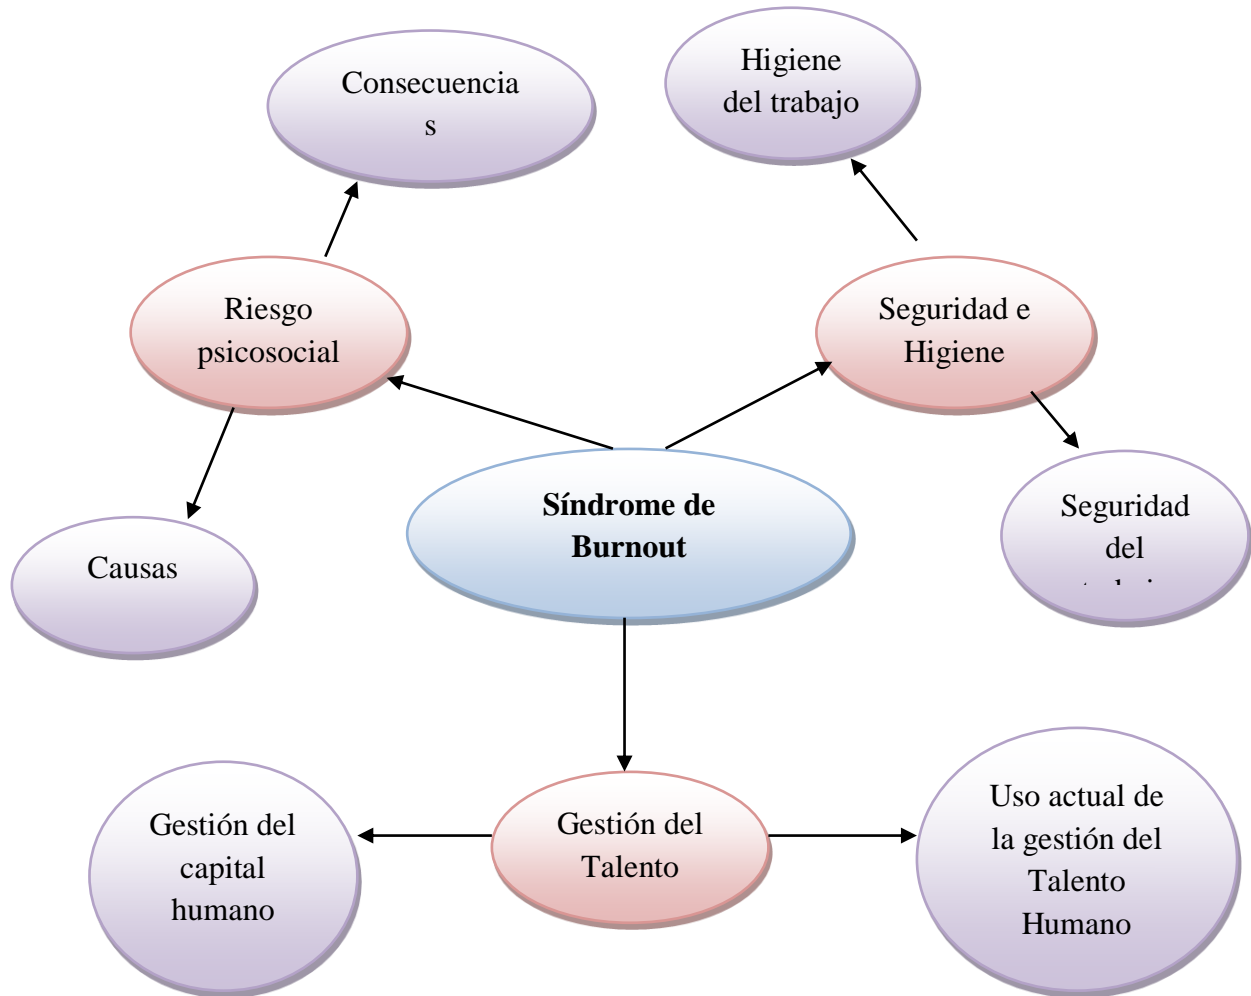 Consecuencia
s
Higiene
del trabajo
Riesgo
psicosocial
Seguridad e
Higiene
Síndrome de
Burnout
Seguridad
del
Causas
Gestión del
capital
humano
Gestión del
Talento
Uso actual de
la gestión del
Talento
Humano